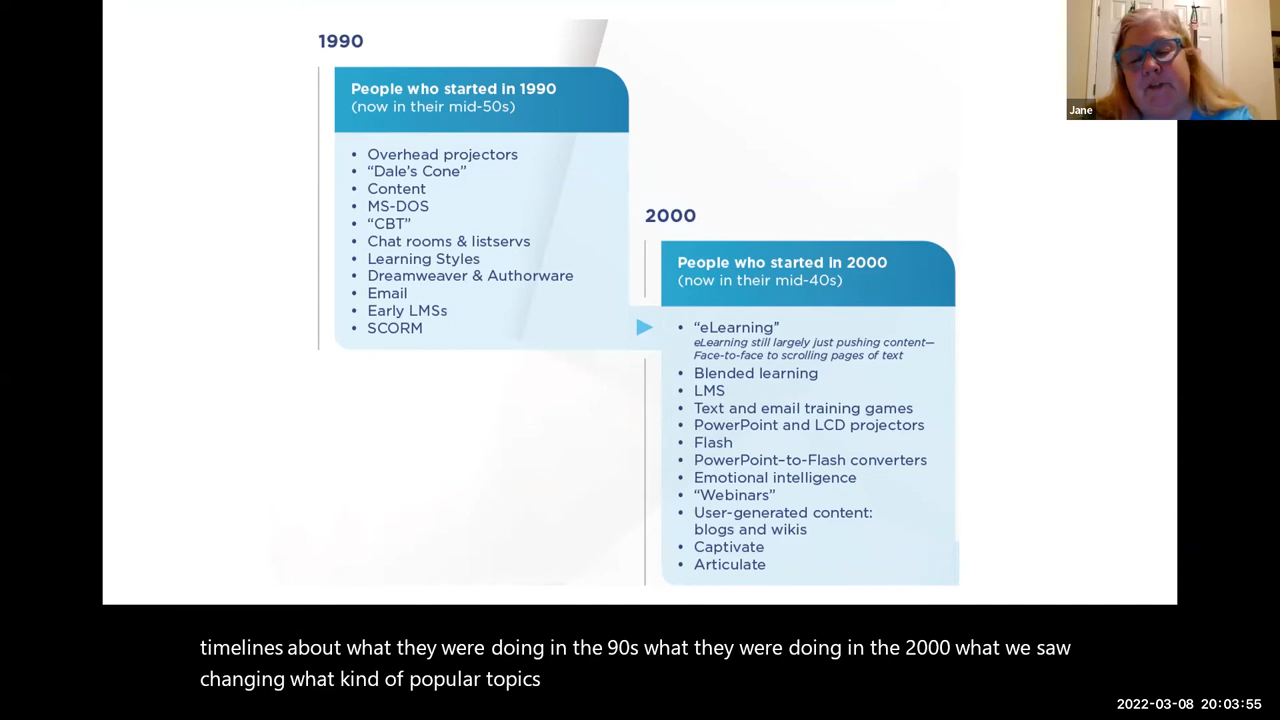 1990
People who started in 1990
(now in their mid-50s)
• Overhead projectors
• “Dale’s Cone”
• Content
• MS-DOS
• “CBT”
• Chat rooms & listservs
• Learning Styles
• Dreamweaver & Authorware
• Email
• Early LMSs
• SCORM
2000
People who started in 2000
(now in their mid-40s)
• “eLearning”
eLearning still largely just pushing content—
Face-to-face to scrolling pages of text
• Blended learning
• LMS
• Text and email training games
• PowerPoint and LCD projectors
• Flash
• PowerPoint–to-Flash converters
• Emotional intelligence
• “Webinars”
• User-generated content:
blogs and wikis
• Captivate
• Articulate
Jane
timelines about what they were doing in the 90s what they were doing in the 2000 what we saw
changing what kind of popular topics
2022-03-08 20:03:55